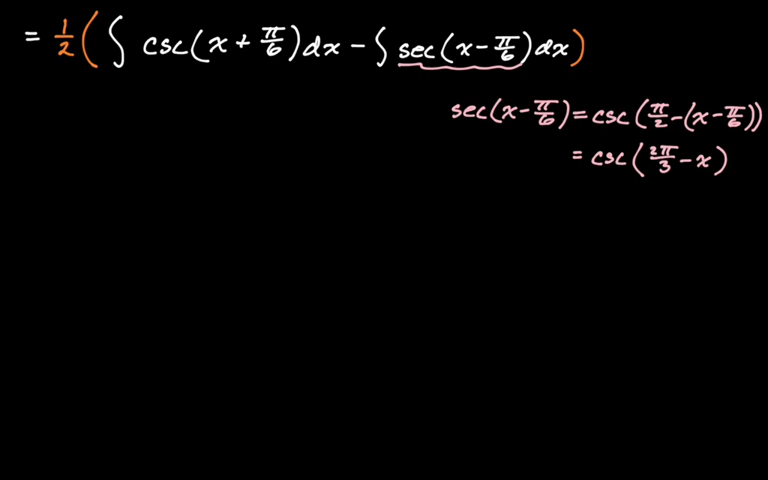 = 1/2 ( ∫ csc(x + π/6)dx - ∫ sec(x - π/6)dx )
sec(x - π/6) = csc(π/2 - (x - π/6))
= csc(2π/3 - x)